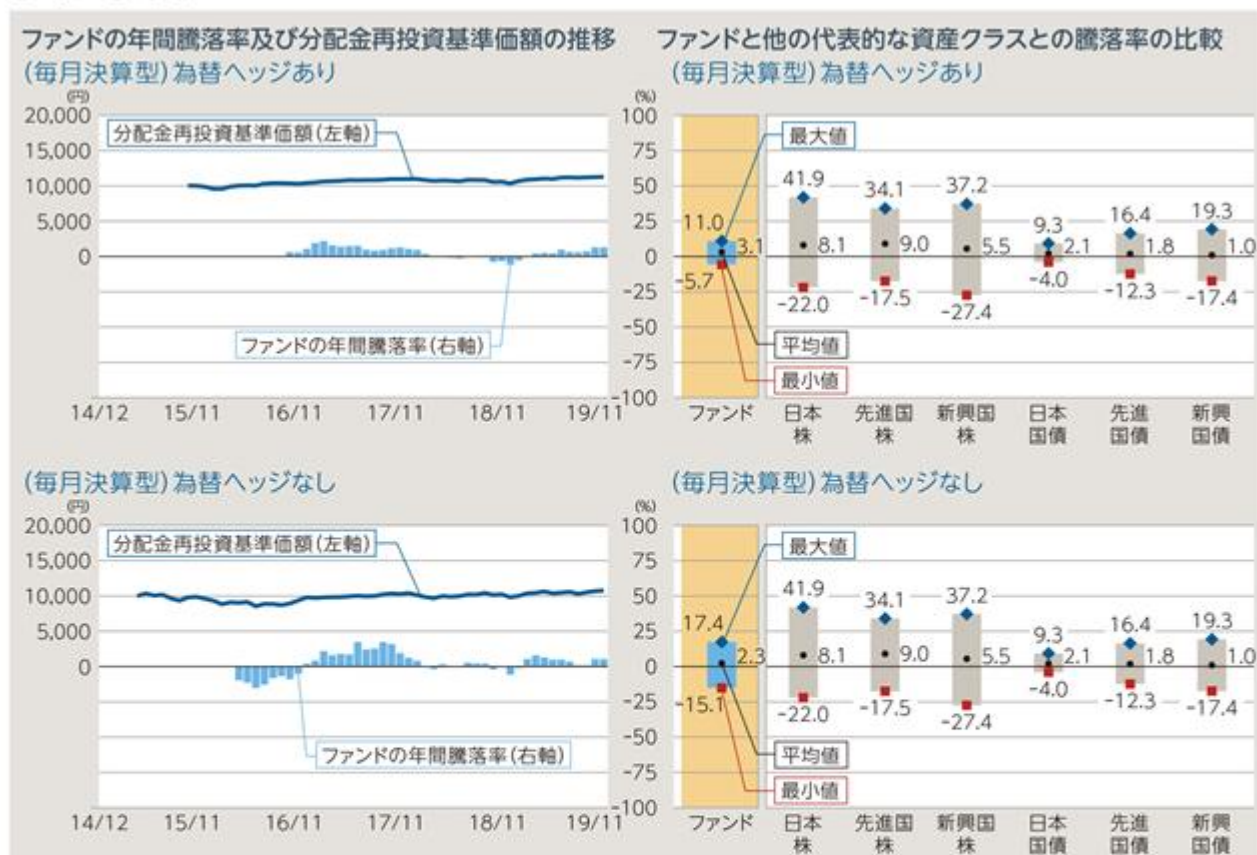 ファンドの年間騰落率及び分配金再投資基準価額の推移
(毎月決算型)為替ヘッジあり
(円)
20,000
15,000
10,000
5,000
0
分配金再投資基準価額(左軸)
ファンドの年間騰落率(右軸)
(%)
100
75
50
25
0
-25
-50
-75
-100
14/12 15/11 16/11 17/11 18/11 19/11
ファンドと他の代表的な資産クラスとの騰落率の比較
(毎月決算型)為替ヘッジあり
最大値
41.9 34.1 37.2 9.3 16.4 19.3
11.0
3.1 8.1 9.0 5.5 2.1 1.8 1.0
-5.7 -22.0 -17.5 -27.4 -4.0 -12.3 -17.4
平均値
最小値
ファンド 日本株 先進国株 新興国株 日本国債 先進国債 新興国債
(毎月決算型)為替ヘッジなし
(円)
20,000
15,000
10,000
5,000
0
分配金再投資基準価額(左軸)
ファンドの年間騰落率(右軸)
(%)
100
75
50
25
0
-25
-50
-75
-100
14/12 15/11 16/11 17/11 18/11 19/11
(毎月決算型)為替ヘッジなし
最大値
41.9 34.1 37.2 9.3 16.4 19.3
17.4
2.3 8.1 9.0 5.5 2.1 1.8 1.0
-15.1 -22.0 -17.5 -27.4 -4.0 -12.3 -17.4
平均値
最小値
ファンド 日本株 先進国株 新興国株 日本国債 先進国債 新興国債